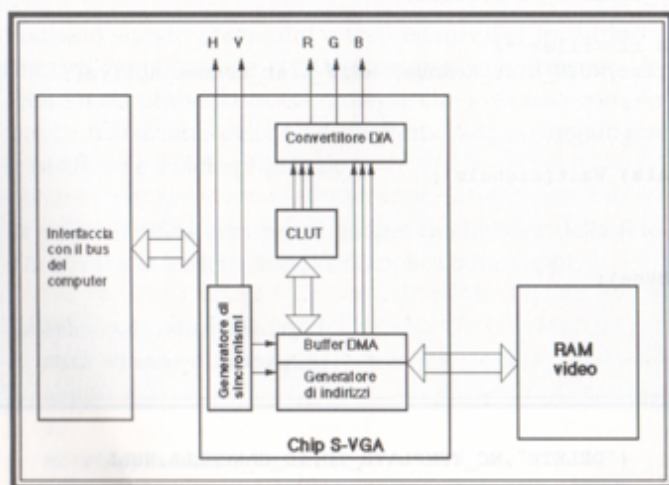 H V R G B
Convertitore D/A
Interfaccia
con il bus
del
computer
CLUT
Generatore di
sincronismi
Buffer DMA
Generatore
di indirizzi
RAM
video
Chip S-VGA